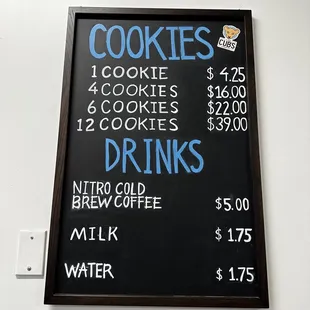 COOKIES
CUBS
1 COOKIE $ 4.25
4 COOKIES $16.00
6 COOKIES $22.00
12 COOKIES $39.00
DRINKS
NITRO COLD
BREW COFFEE $5.00
MILK $ 1.75
WATER $ 1.75